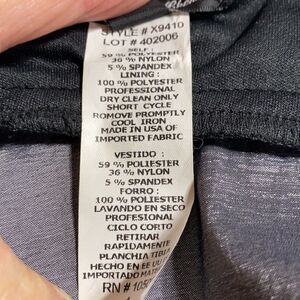 STYLE # X9410
LOT # 402006
SELF :
59 % POLYESTER
36 % NYLON
5 % SPANDEX
LINING :
100 % POLYESTER
PROFESSIONAL
DRY CLEAN ONLY
SHORT CYCLE
REMOVE PROMPTLY
COOL IRON
MADE IN USA OF
IMPORTED FABRIC
VESTIDO :
59 % POLIESTER
36 % NYLON
5 % SPANDEX
FORRO :
100 % POLIESTER
LAVANDO EN SECO
PROFESIONAL
CICLO CORTO
RETIRAR
RAPIDAMENTE
PLANCHA TIBIA
HECHO EN EE UU
IMPORTADO
RN #